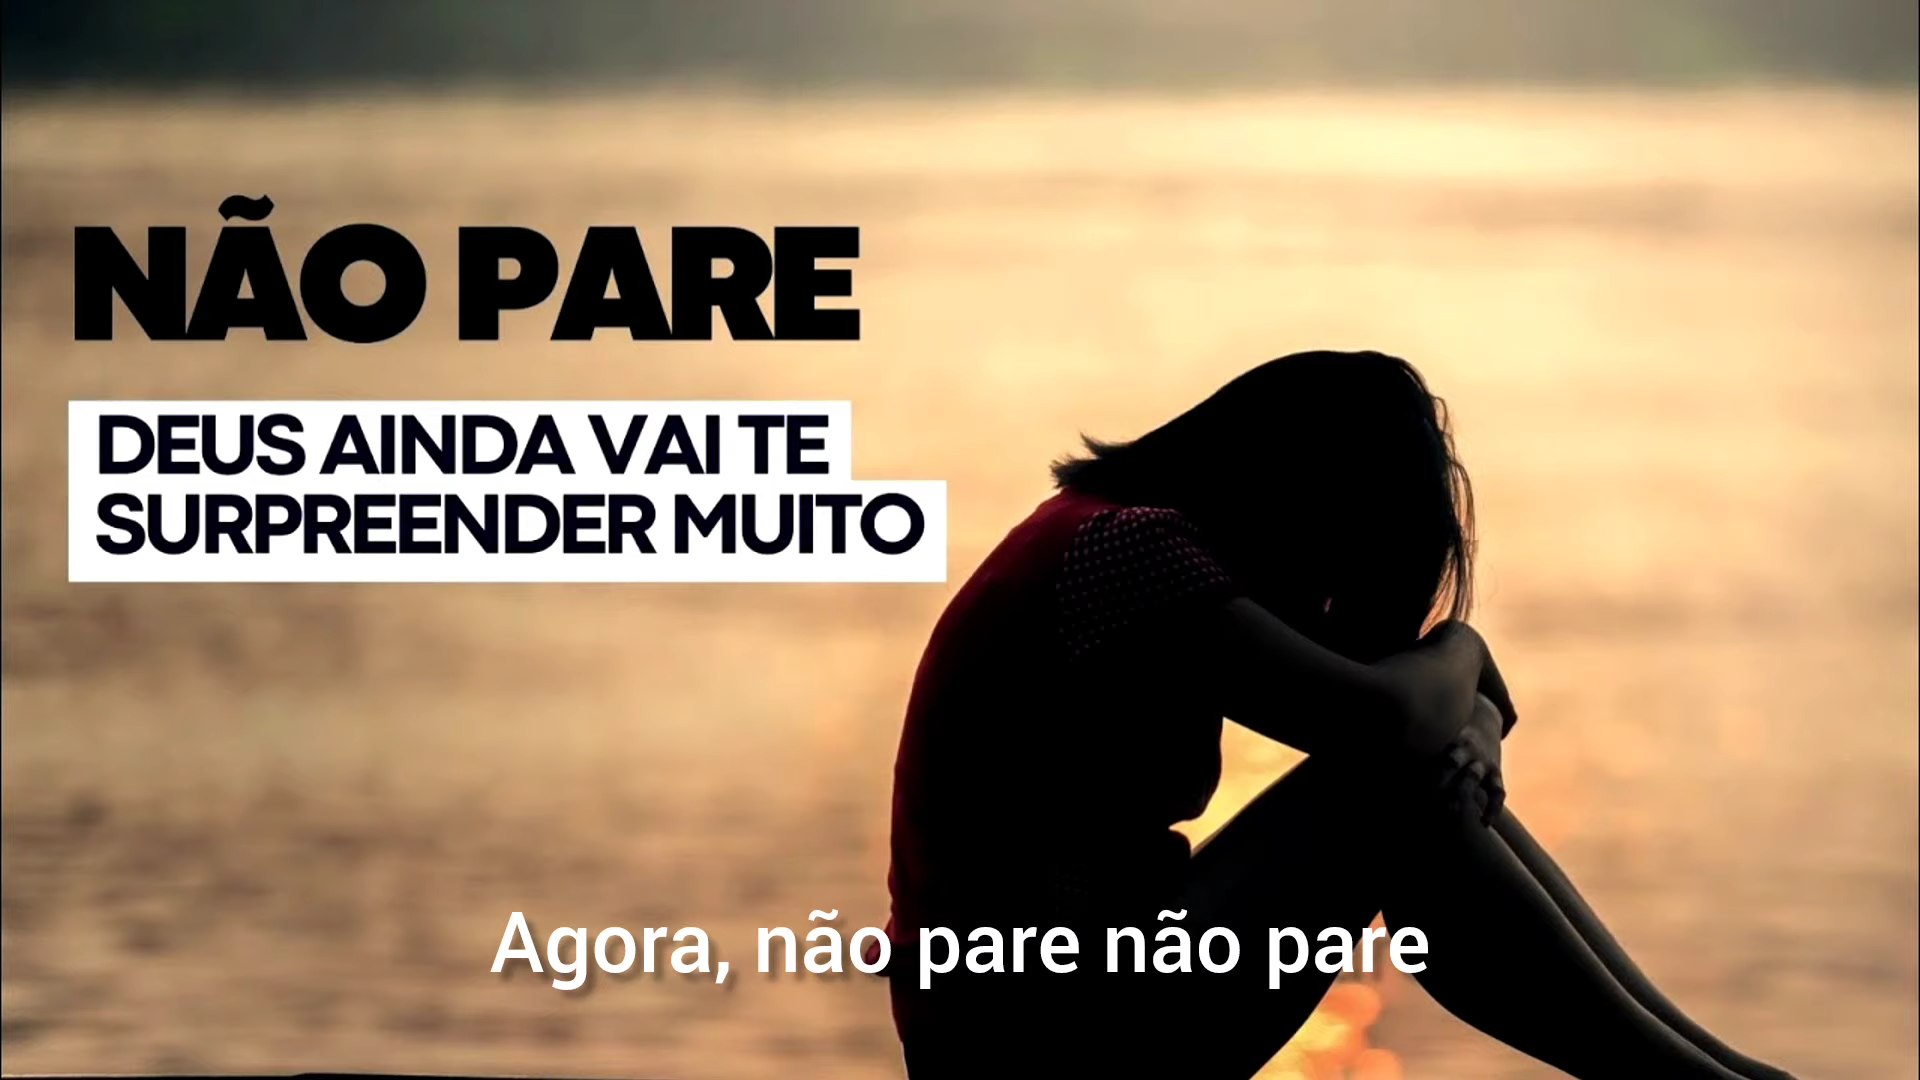 NÃO PARE
DEUS AINDA VAI TE
SURPREENDER MUITO
Agora, não pare não pare